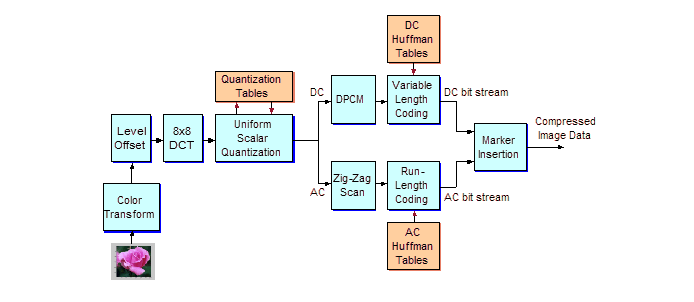 DC
Huffman
Tables
Quantization
Tables
DC
DPCM
Variable
Length
Coding
DC bit stream
Level
Offset
8x8
DCT
Uniform
Scalar
Quantization
Marker
Insertion
Compressed
Image Data
AC
Zig-Zag
Scan
Run-
Length
Coding
AC bit stream
Color
Transform
AC
Huffman
Tables